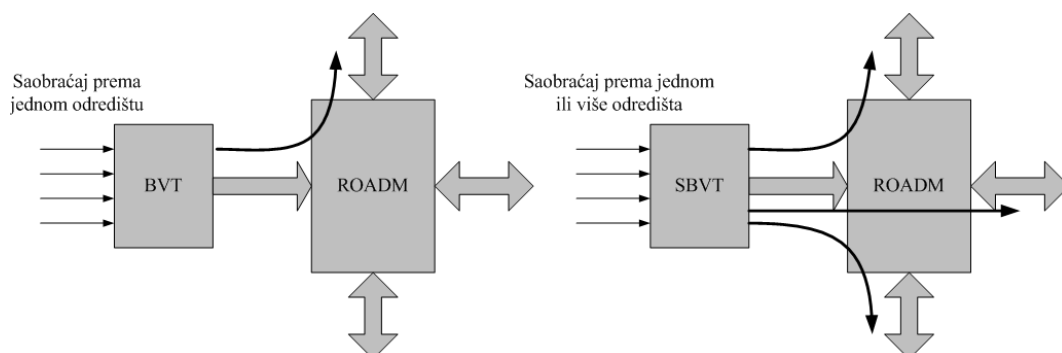 Saobraćaj prema
jednom odredištu
BVT
ROADM
Saobraćaj prema jednom
ili više odredišta
SBVT
ROADM